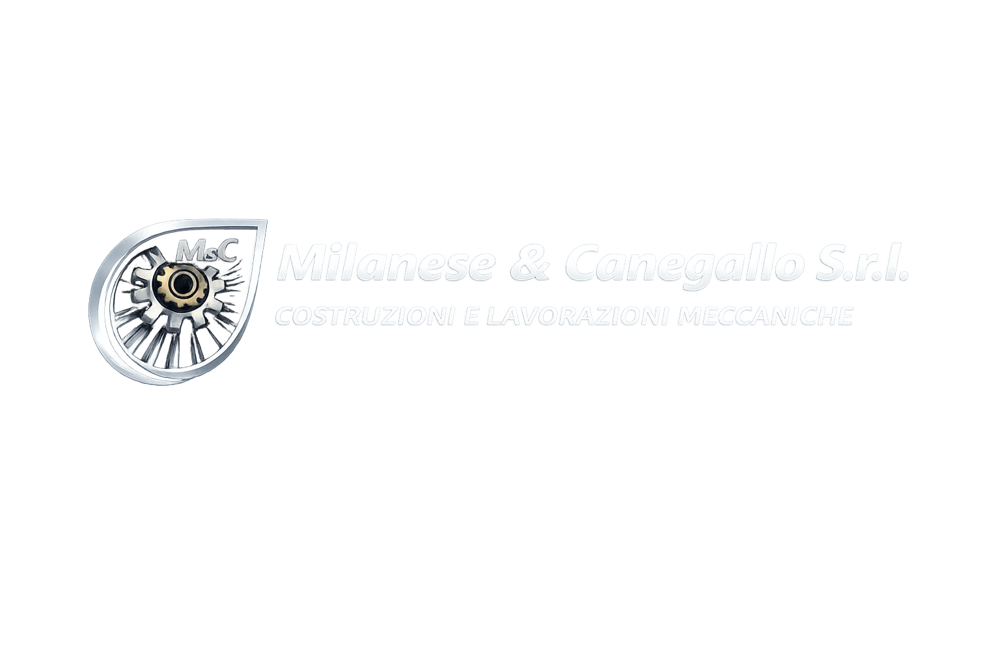 MsC
Milanese & Canegallo S.r.l.
COSTRUZIONI E LAVORAZIONI MECCANICHE